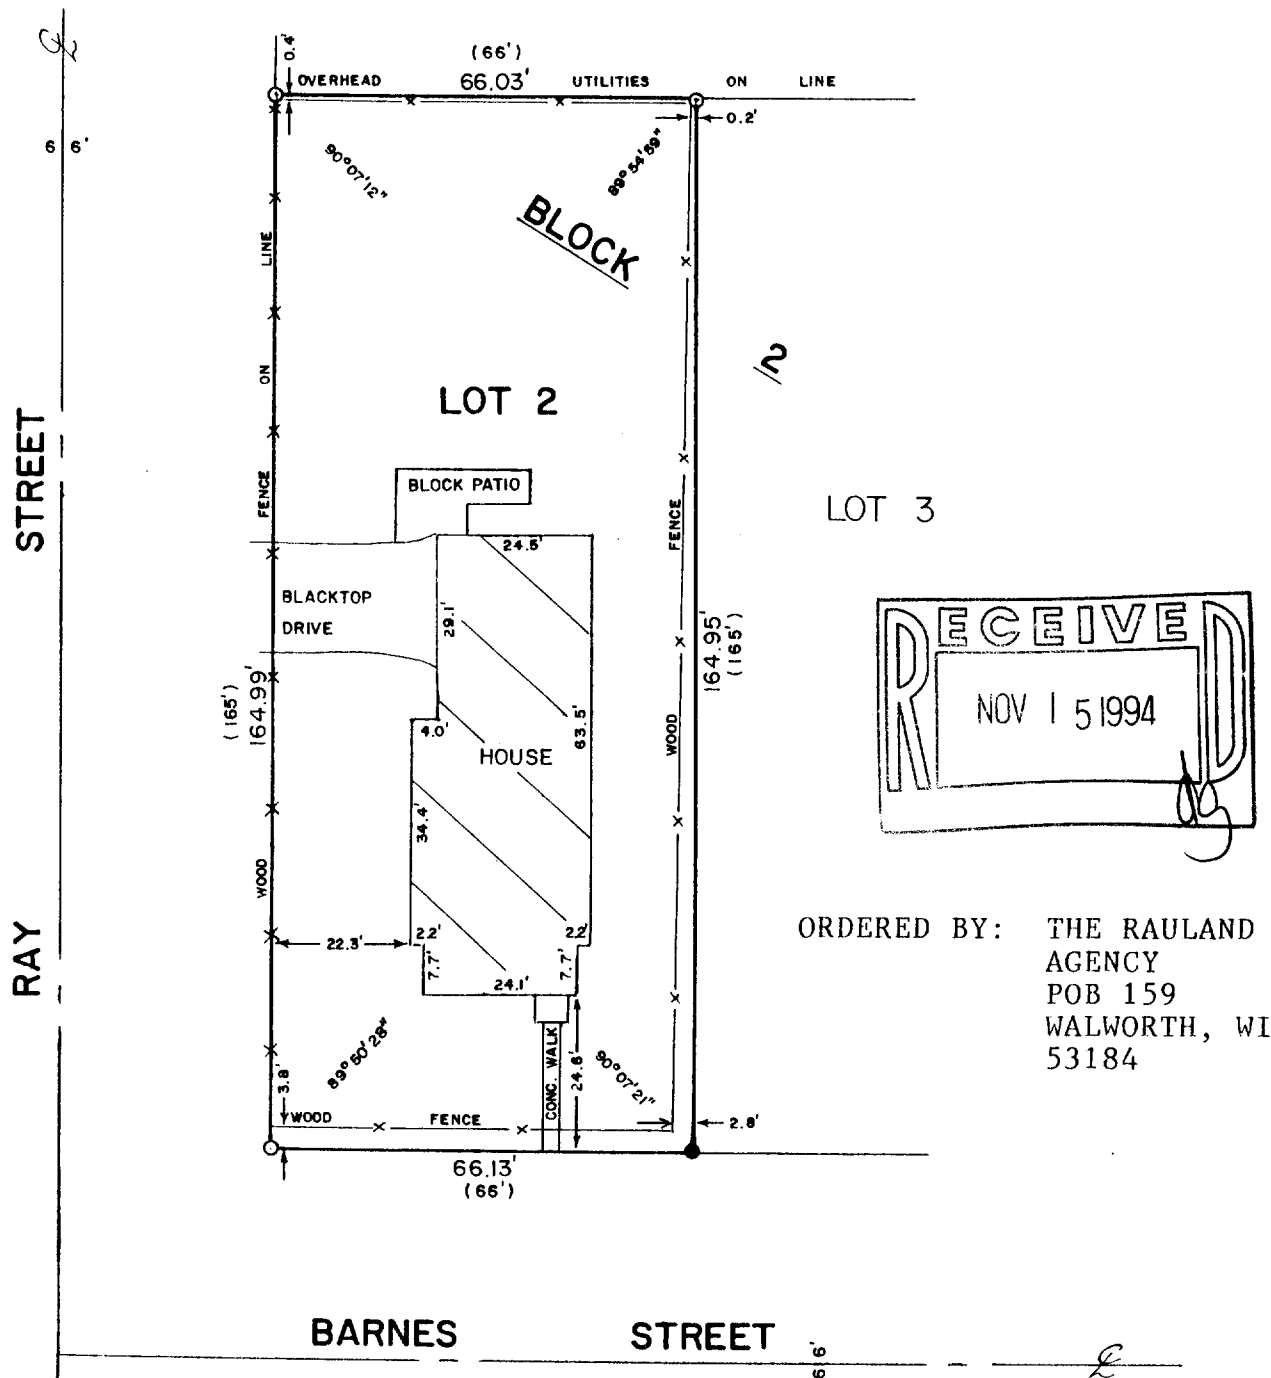 ℄
6 6'
0.4'
(66')
OVERHEAD 66.03' UTILITIES ON LINE
0.2'
90°07'12"
89°54'59"
BLOCK
2
LOT 2
LOT 3
WOOD FENCE ON LINE
BLOCK PATIO
24.5'
BLACKTOP
DRIVE
29.1'
(165')
164.99'
4.0'
HOUSE
63.5'
WOOD FENCE
164.95'
(165')
RECEIVED
NOV 15 1994
34.4'
22.3'
2.2'
2.2'
7.7'
7.7'
24.1'
ORDERED BY: THE RAULAND
AGENCY
POB 159
WALWORTH, WI
53184
89°50'28"
90°07'21"
CONC. WALK
24.6'
3.8'
WOOD FENCE
2.8'
66.13'
(66')
RAY STREET
BARNES STREET
66'
℄